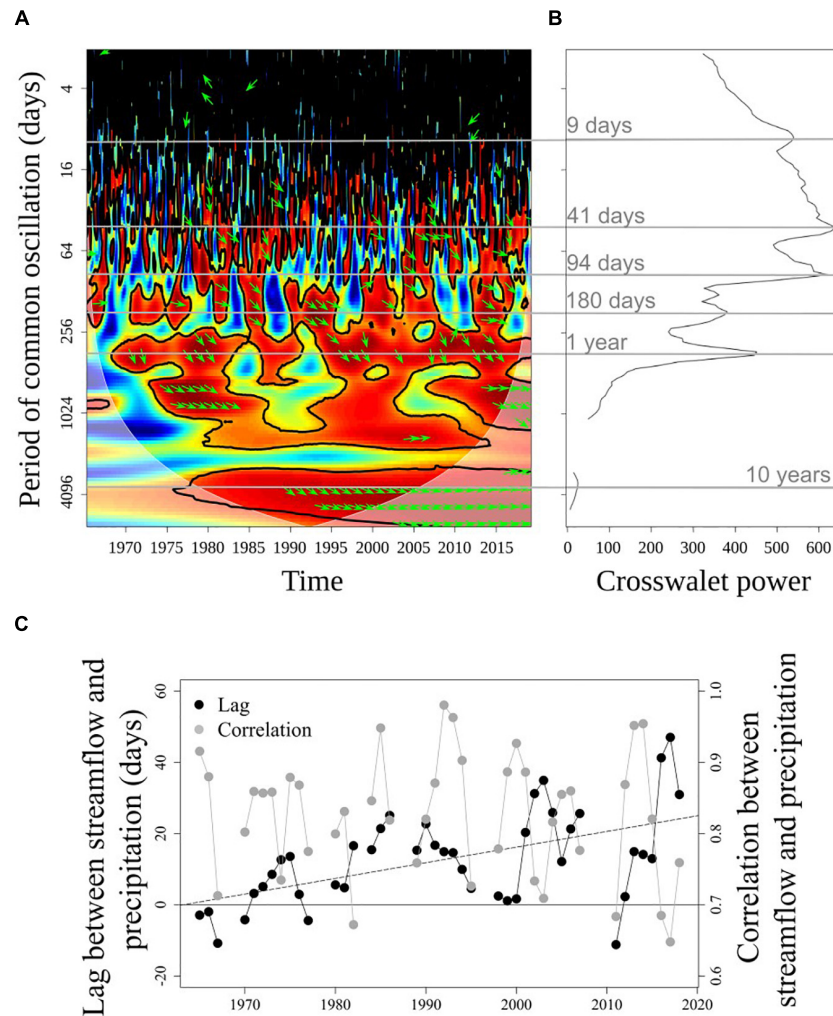 A
B
Period of common oscillation (days)
4
16
64
256
1024
4096
1970 1975 1980 1985 1990 1995 2000 2005 2010 2015
Time
9 days
41 days
94 days
180 days
1 year
10 years
0 100 200 300 400 500 600
Crosswalet power
C
Lag between streamflow and
precipitation (days)
60
40
20
0
-20
Lag
Correlation
1.0
0.9
0.8
0.7
0.6
Correlation between
streamflow and precipitation
1970 1980 1990 2000 2010 2020